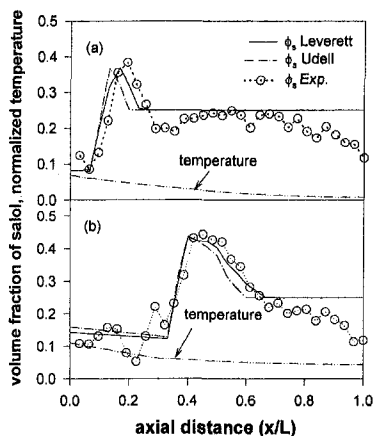 volume fraction of salol, normalized temperature
0.5
0.4
0.3
0.2
0.1
0.0
(a)
ϕs Leverett
ϕs Udell
ϕs Exp.
temperature
0.5
0.4
0.3
0.2
0.1
0.0
(b)
temperature
0.0 0.2 0.4 0.6 0.8 1.0
axial distance (x/L)